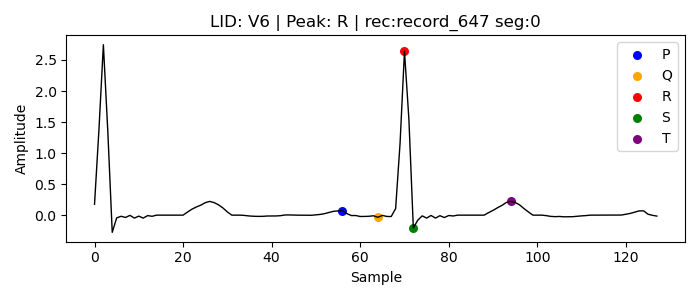 LID: V6 | Peak: R | rec:record_647 seg:0
Amplitude
2.5
2.0
1.5
1.0
0.5
0.0
P
Q
R
S
T
0 20 40 60 80 100 120
Sample